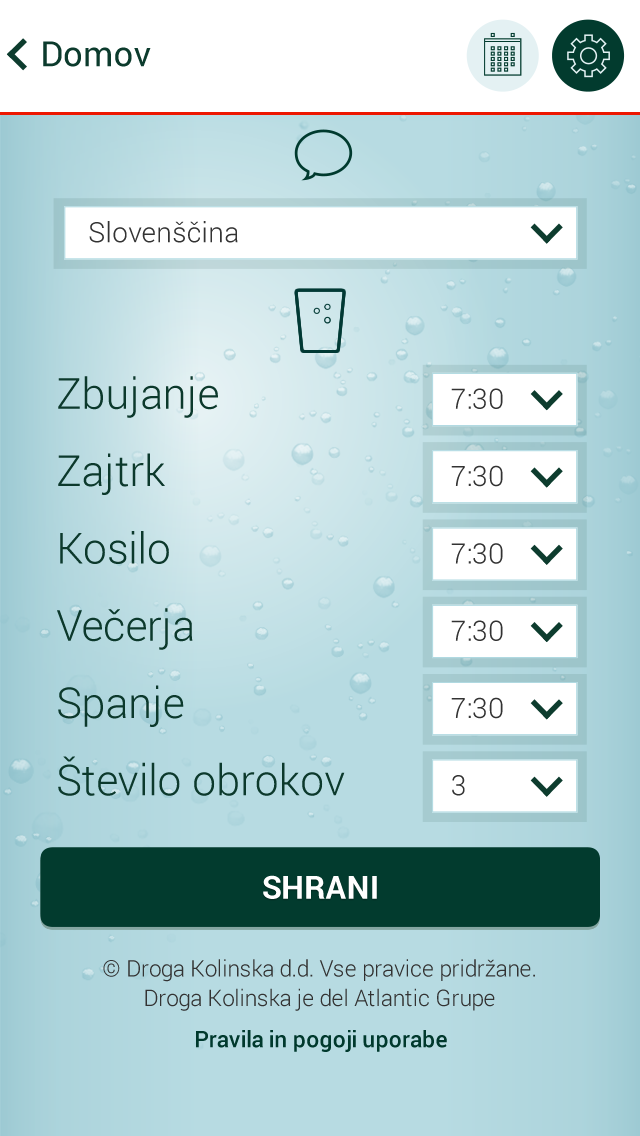 Domov
Slovenščina
Zbujanje 7:30
Zajtrk 7:30
Kosilo 7:30
Večerja 7:30
Spanje 7:30
Število obrokov 3
SHRANI
© Droga Kolinska d.d. Vse pravice pridržane.
Droga Kolinska je del Atlantic Grupe
Pravila in pogoji uporabe